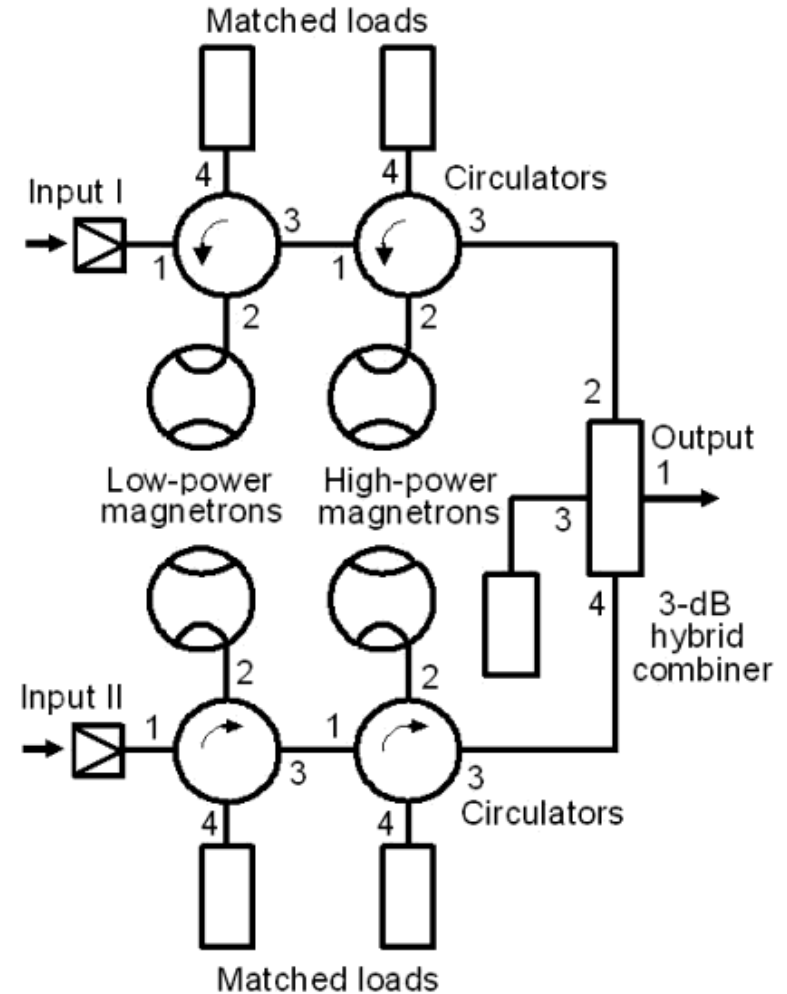 Matched loads
4
4
Circulators
Input I
3
3
1
1
2
2
2
Output
1
Low-power
magnetrons
High-power
magnetrons
3
4
3-dB
hybrid
combiner
2
2
Input II
1
1
3
3
4
4
Circulators
Matched loads